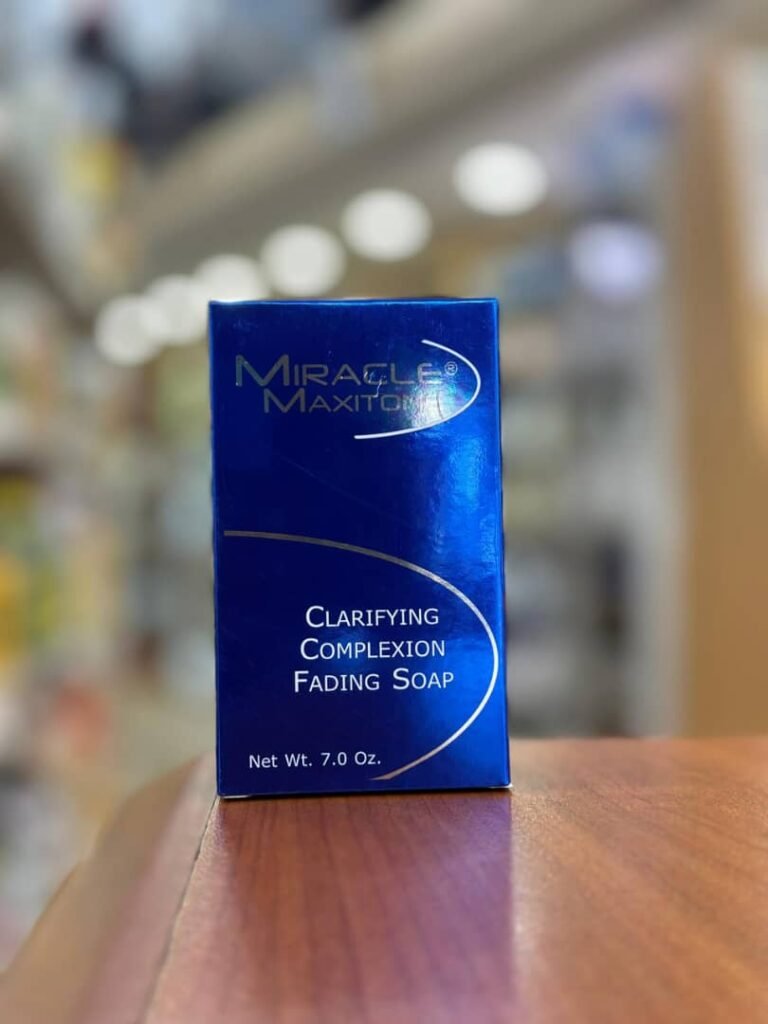 MIRACLE®
MAXITONE
CLARIFYING
COMPLEXION
FADING SOAP
Net Wt. 7.0 Oz.